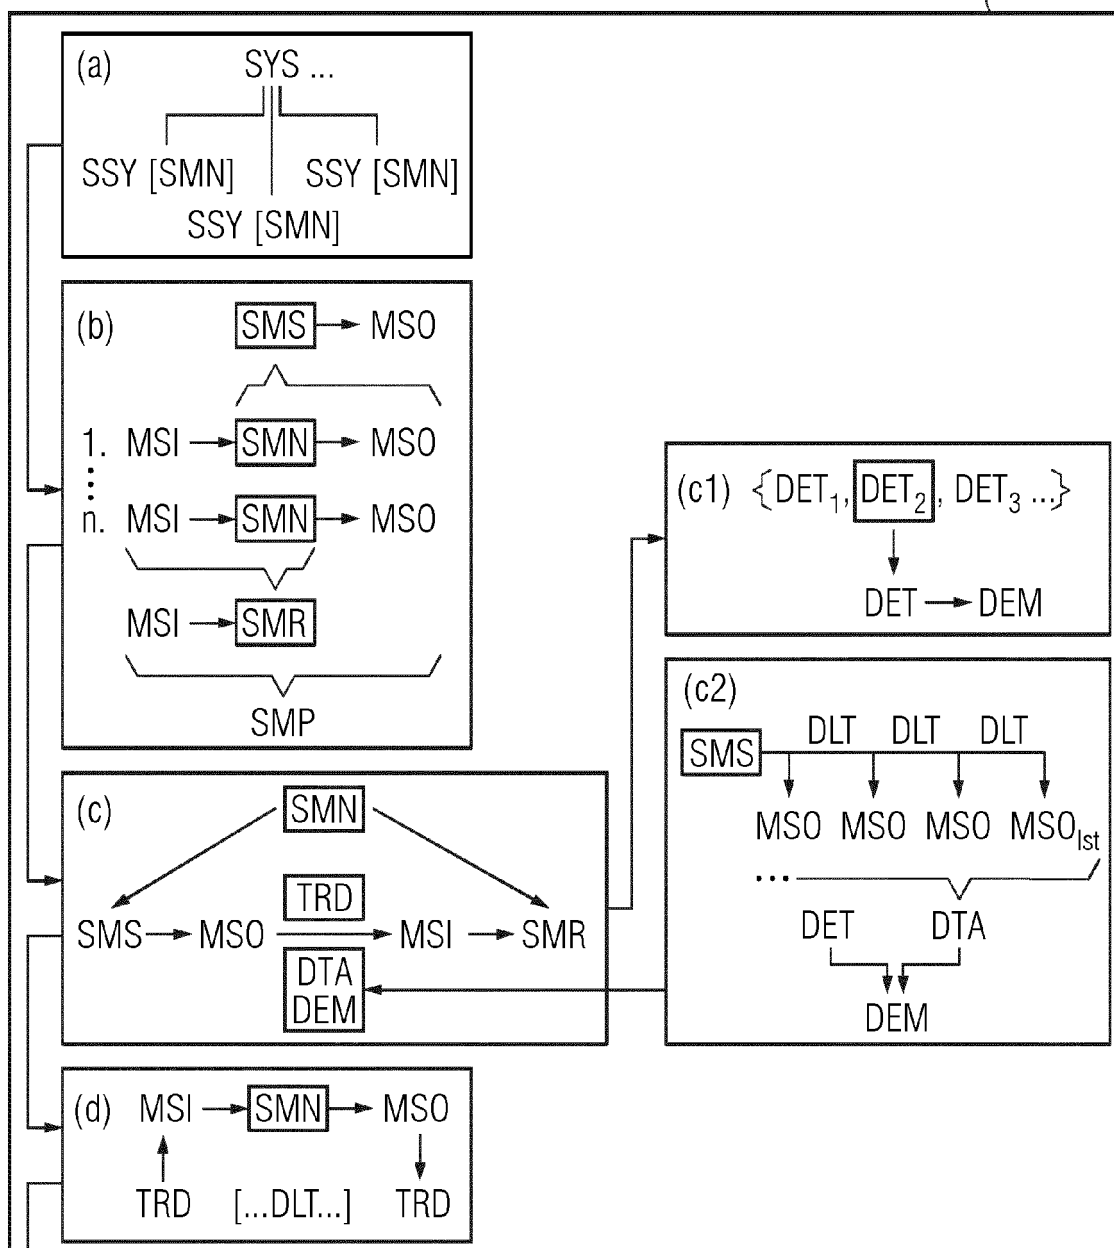 (a) SYS ...
SSY [SMN] SSY [SMN]
SSY [SMN]
(b) SMS MSO
1. MSI SMN MSO
⋮
n. MSI SMN MSO
MSI SMR
SMP
(c1) {DET1, DET2, DET3 ...}
DET DEM
(c2)
DLT DLT DLT
SMS
MSO MSO MSO MSOlst
...
DET DTA
DEM
(c) SMN
TRD
SMS MSO MSI SMR
DTA
DEM
(d) MSI SMN MSO
TRD [...DLT...] TRD